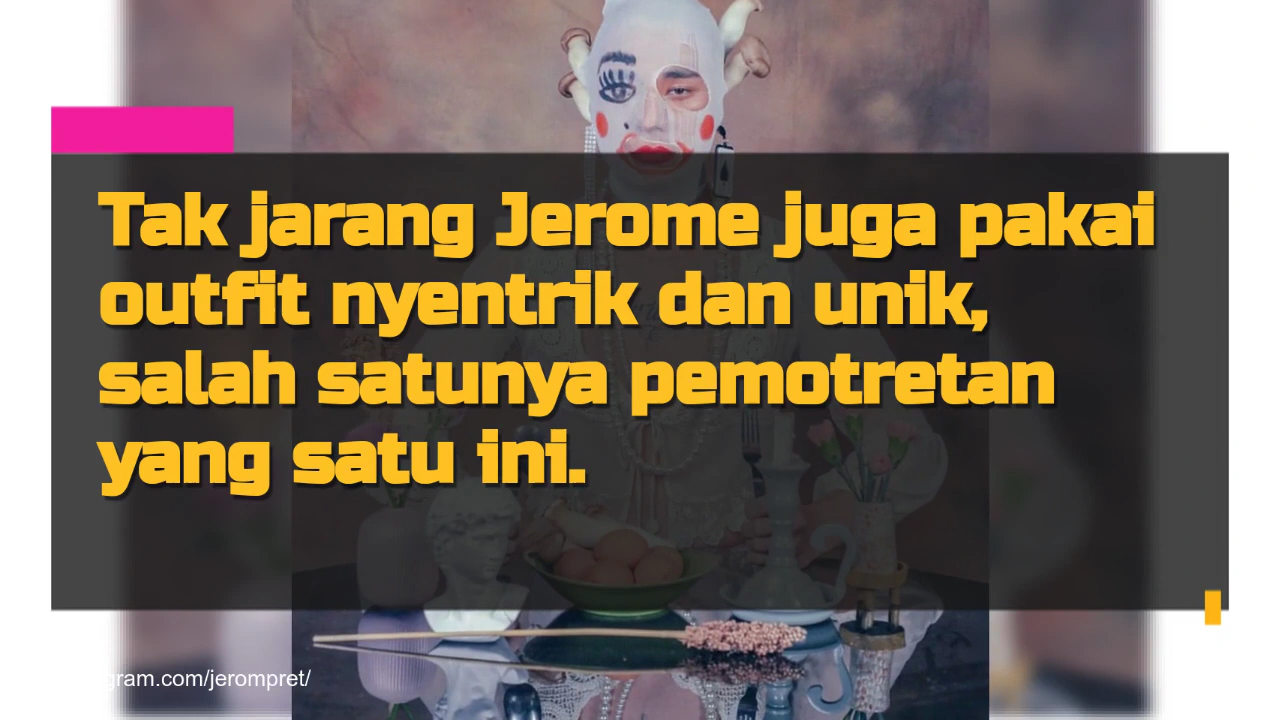 Tak jarang Jerome juga pakai
outfit nyentrik dan unik,
salah satunya pemotretan
yang satu ini.
gram.com/jerompret/